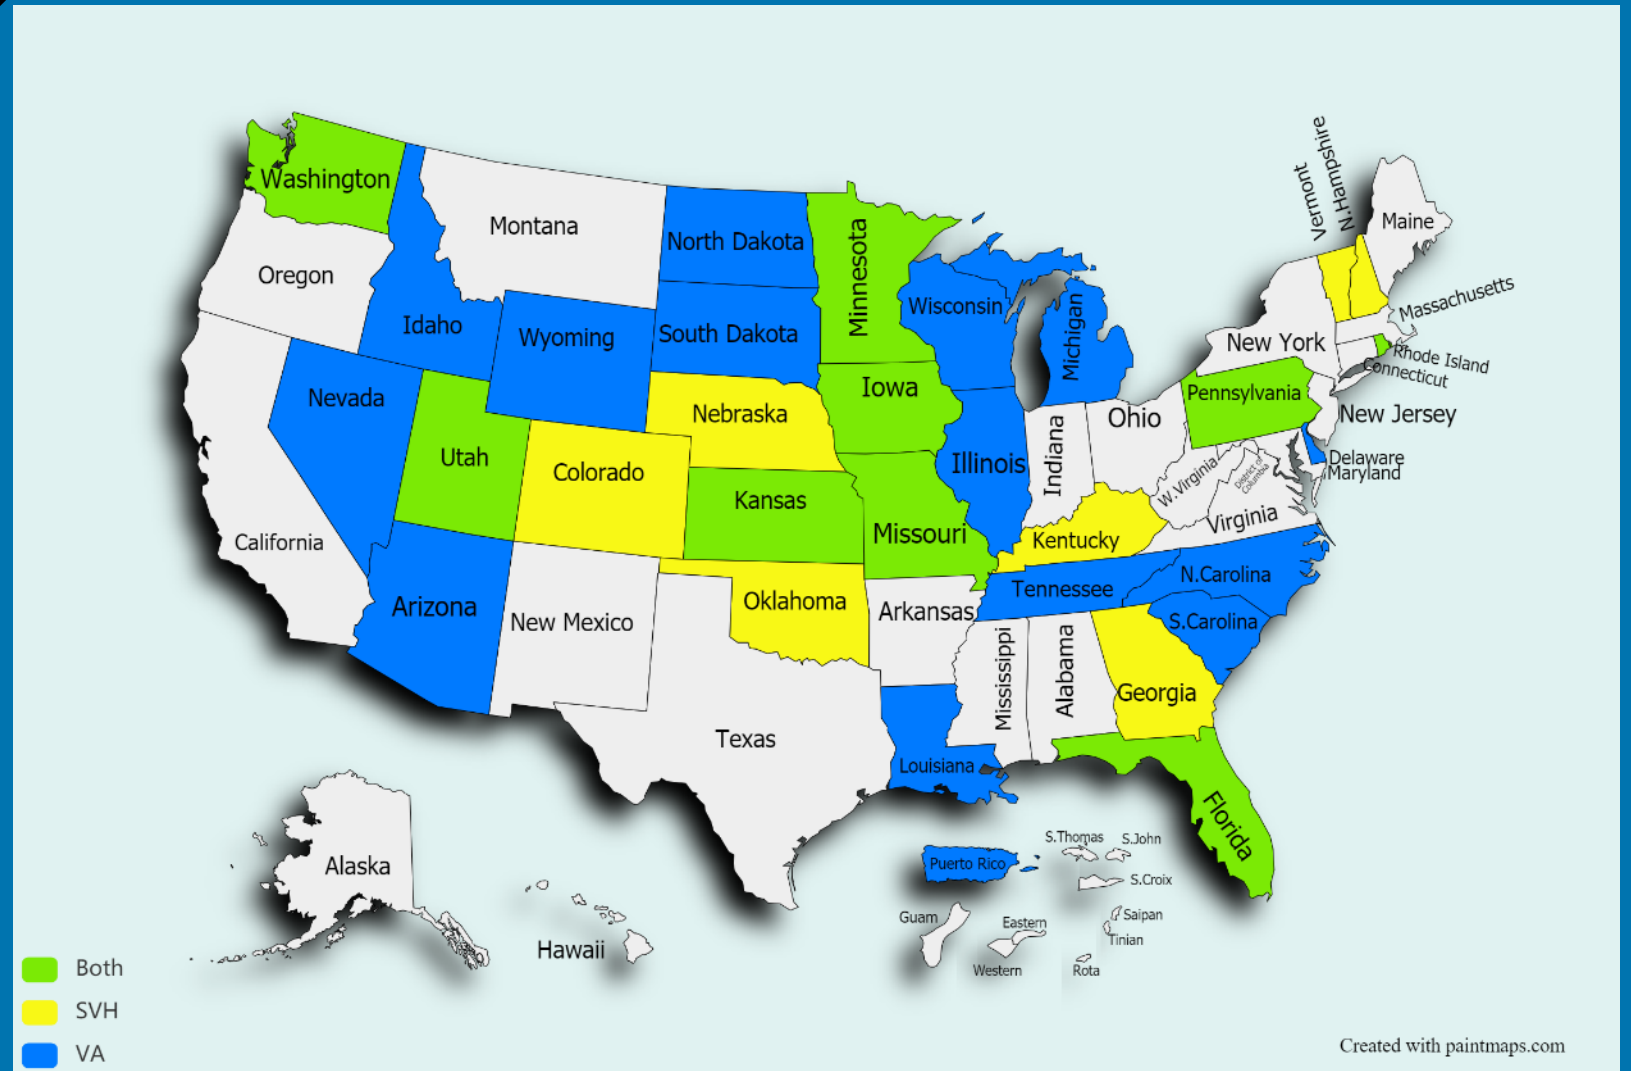 Washington
Montana
North Dakota
Minnesota
Vermont
N.Hampshire
Maine
Oregon
Idaho
Wyoming
South Dakota
Wisconsin
Michigan
Massachusetts
New York
Rhode Island
Connecticut
Nevada
Nebraska
Iowa
Pennsylvania
New Jersey
Utah
Colorado
Kansas
Missouri
Illinois
Indiana
Ohio
W.Virginia
District of
Columbia
Delaware
Maryland
Virginia
California
Kentucky
Arizona
New Mexico
Oklahoma
Arkansas
Tennessee
N.Carolina
S.Carolina
Mississippi
Alabama
Georgia
Texas
Louisiana
Florida
Alaska
Hawaii
Puerto Rico
S.Thomas
S.John
S.Croix
Guam
Eastern
Western
Saipan
Tinian
Rota
Both
SVH
VA
Created with paintmaps.com